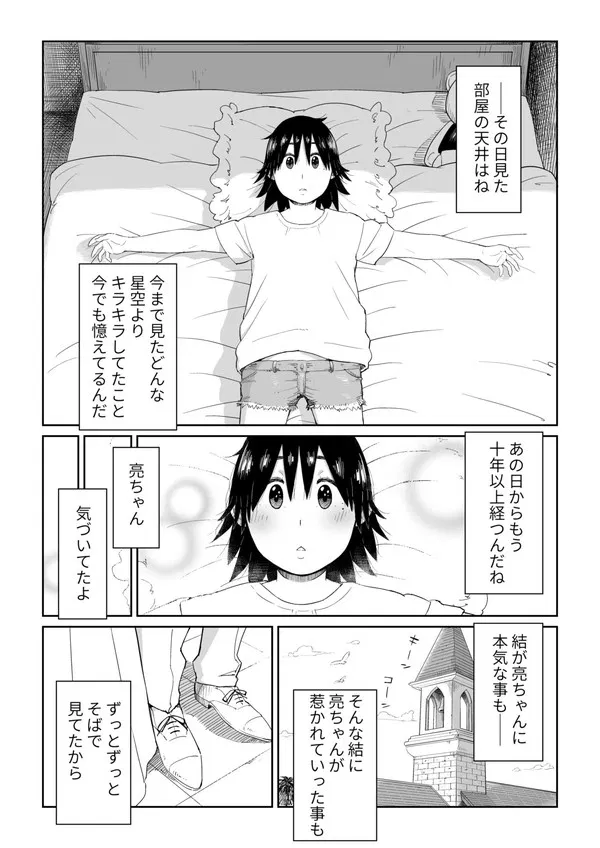 ──その日見た
部屋の天井はね
今まで見たどんな
星空より
キラキラしてたこと
今でも憶えてるんだ
あの日からもう
十年以上経つんだね
亮ちゃん
気づいてたよ
結が亮ちゃんに
本気な事も──
キーン
コーン
そんな結に
亮ちゃんが
惹かれていった事も
ずっとずっと
そばで
見てたから